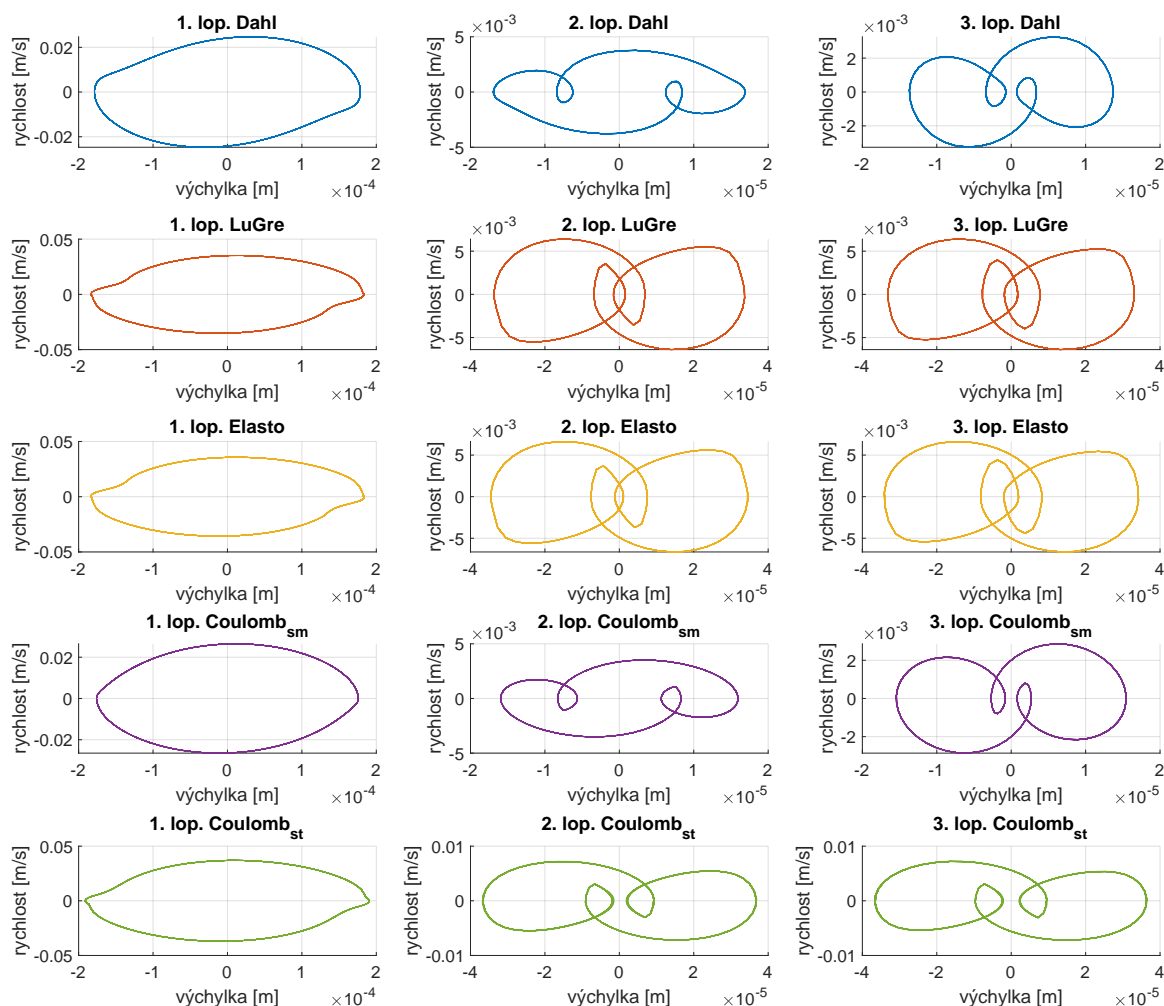 1. lop. Dahl
rychlost [m/s]
0.02
0
-0.02
-2 -1 0 1 2
výchylka [m]
×10⁻⁴
2. lop. Dahl
×10⁻³
rychlost [m/s]
5
0
-5
-2 -1 0 1 2
výchylka [m]
×10⁻⁵
3. lop. Dahl
×10⁻³
rychlost [m/s]
2
0
-2
-2 -1 0 1 2
výchylka [m]
×10⁻⁵
1. lop. LuGre
rychlost [m/s]
0.05
0
-0.05
-2 -1 0 1 2
výchylka [m]
×10⁻⁴
2. lop. LuGre
×10⁻³
rychlost [m/s]
5
0
-5
-4 -2 0 2 4
výchylka [m]
×10⁻⁵
3. lop. LuGre
×10⁻³
rychlost [m/s]
5
0
-5
-4 -2 0 2 4
výchylka [m]
×10⁻⁵
1. lop. Elasto
rychlost [m/s]
0.05
0
-0.05
-2 -1 0 1 2
výchylka [m]
×10⁻⁴
2. lop. Elasto
×10⁻³
rychlost [m/s]
5
0
-5
-4 -2 0 2 4
výchylka [m]
×10⁻⁵
3. lop. Elasto
×10⁻³
rychlost [m/s]
5
0
-5
-4 -2 0 2 4
výchylka [m]
×10⁻⁵
1. lop. Coulomb_sm
rychlost [m/s]
0.02
0
-0.02
-2 -1 0 1 2
výchylka [m]
×10⁻⁴
2. lop. Coulomb_sm
×10⁻³
rychlost [m/s]
5
0
-5
-2 -1 0 1 2
výchylka [m]
×10⁻⁵
3. lop. Coulomb_sm
×10⁻³
rychlost [m/s]
2
0
-2
-2 -1 0 1 2
výchylka [m]
×10⁻⁵
1. lop. Coulomb_st
rychlost [m/s]
0.05
0
-0.05
-2 -1 0 1 2
výchylka [m]
×10⁻⁴
2. lop. Coulomb_st
rychlost [m/s]
0.01
0
-0.01
-4 -2 0 2 4
výchylka [m]
×10⁻⁵
3. lop. Coulomb_st
rychlost [m/s]
0.01
0
-0.01
-4 -2 0 2 4
výchylka [m]
×10⁻⁵